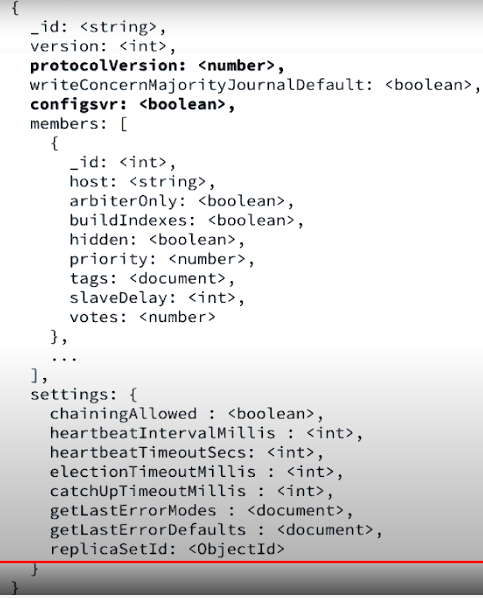 {
_id: <string>,
version: <int>,
protocolVersion: <number>,
writeConcernMajorityJournalDefault: <boolean>,
configsvr: <boolean>,
members: [
{
_id: <int>,
host: <string>,
arbiterOnly: <boolean>,
buildIndexes: <boolean>,
hidden: <boolean>,
priority: <number>,
tags: <document>,
slaveDelay: <int>,
votes: <number>
},
...
],
settings: {
chainingAllowed : <boolean>,
heartbeatIntervalMillis : <int>,
heartbeatTimeoutSecs: <int>,
electionTimeoutMillis : <int>,
catchUpTimeoutMillis : <int>,
getLastErrorModes : <document>,
getLastErrorDefaults : <document>,
replicaSetId: <ObjectId>
}
}